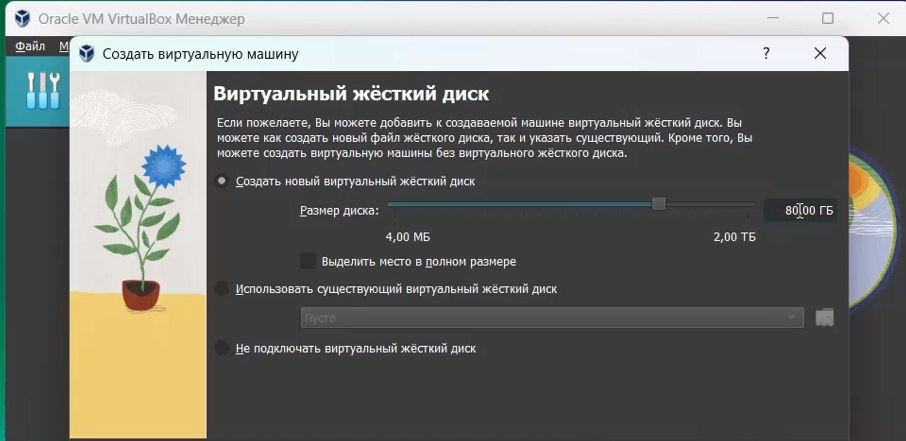 Oracle VM VirtualBox Менеджер
Файл М
Создать виртуальную машину ?
Виртуальный жёсткий диск
Если пожелаете, Вы можете добавить к создаваемой машине виртуальный жёсткий диск. Вы
можете как создать новый файл жёсткого диска, так и указать существующий. Кроме того, Вы
можете создать виртуальную машины без виртуального жёсткого диска.
Создать новый виртуальный жёсткий диск
Размер диска: 80,00 ГБ
4,00 МБ 2,00 ТБ
Выделить место в полном размере
Использовать существующий виртуальный жёсткий диск
Пусто
Не подключать виртуальный жёсткий диск